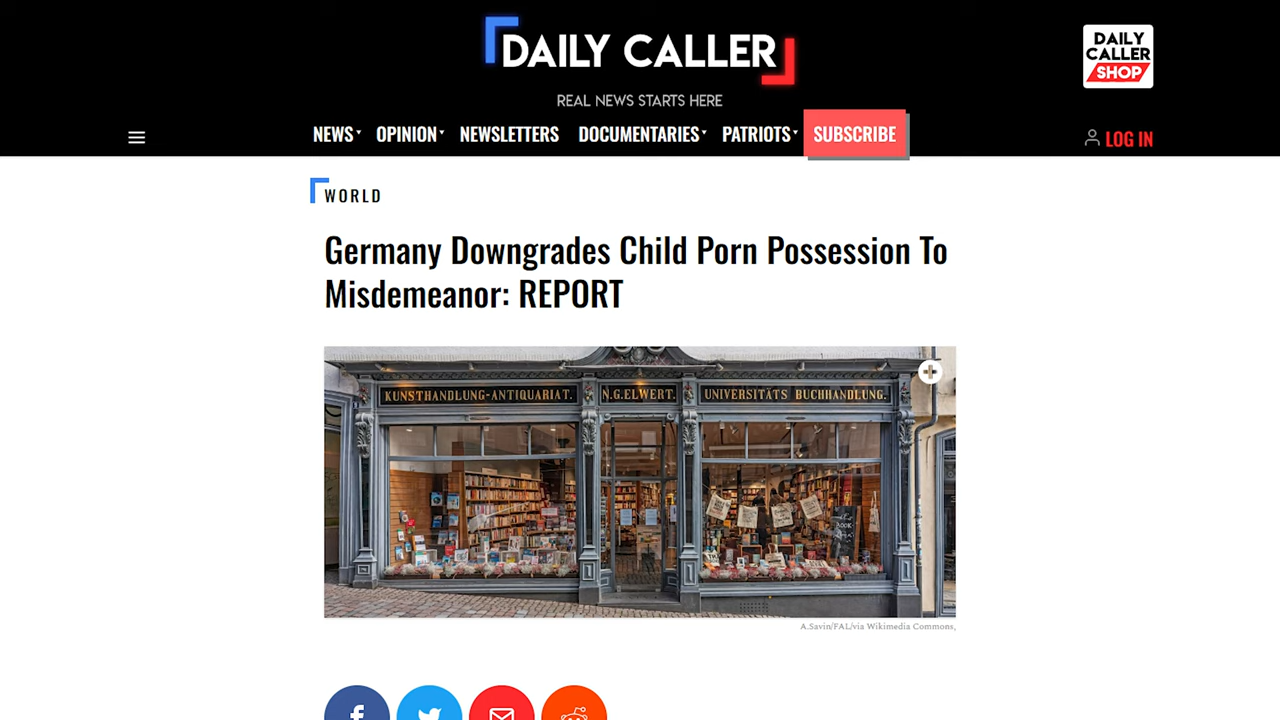 DAILY CALLER
REAL NEWS STARTS HERE
DAILY
CALLER
SHOP
NEWS OPINION NEWSLETTERS DOCUMENTARIES PATRIOTS SUBSCRIBE
LOG IN
WORLD
Germany Downgrades Child Porn Possession To
Misdemeanor: REPORT
KUNSTHANDLUNG-ANTIQUARIAT. N.G.ELWERT. UNIVERSITÄTS BUCHHANDLUNG.
A.Savin/FAL/via Wikimedia Commons,